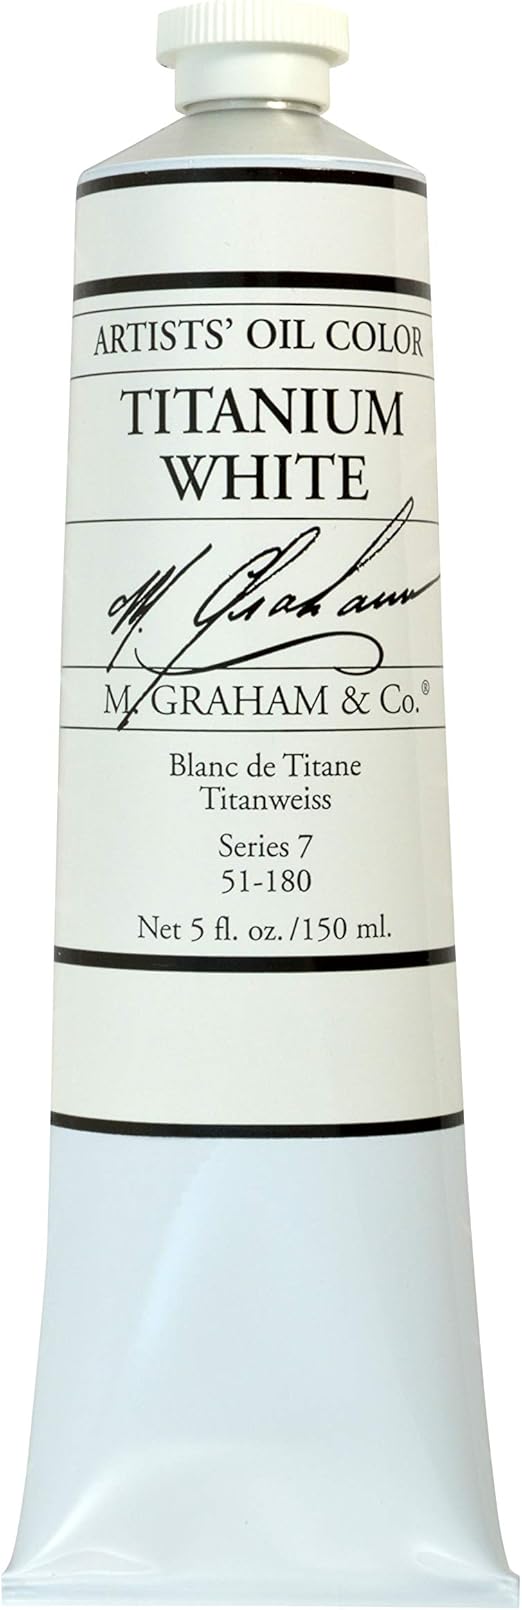 ARTISTS’ OIL COLOR
TITANIUM
WHITE
M. Graham
M. GRAHAM & Co.®
Blanc de Titane
Titanweiss
Series 7
51-180
Net 5 fl. oz./150 ml.